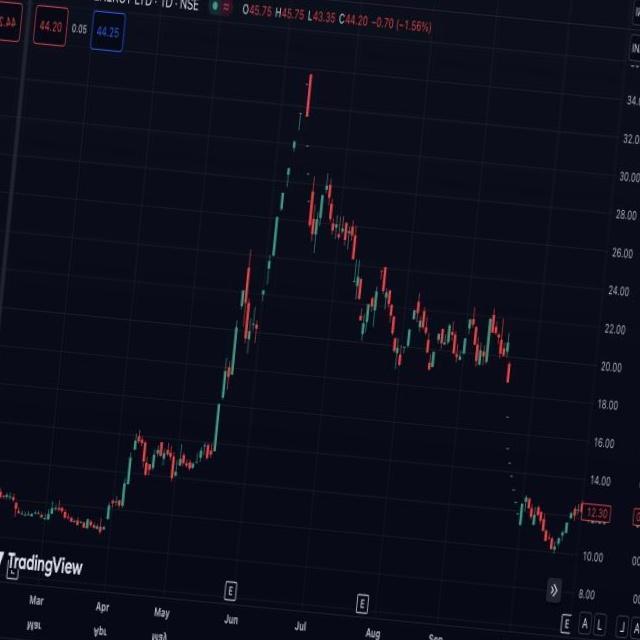 ENERGY LTD · 1D · NSE O45.75 H45.75 L43.35 C44.20 −0.70 (−1.56%)
44.20 0.05 44.25
34.0
32.0
30.00
28.00
26.00
24.00
22.00
20.00
18.00
16.00
14.00
12.30
10.00
8.00
TradingView
E E E A L
Mar Apr May Jun Jul Aug Sep